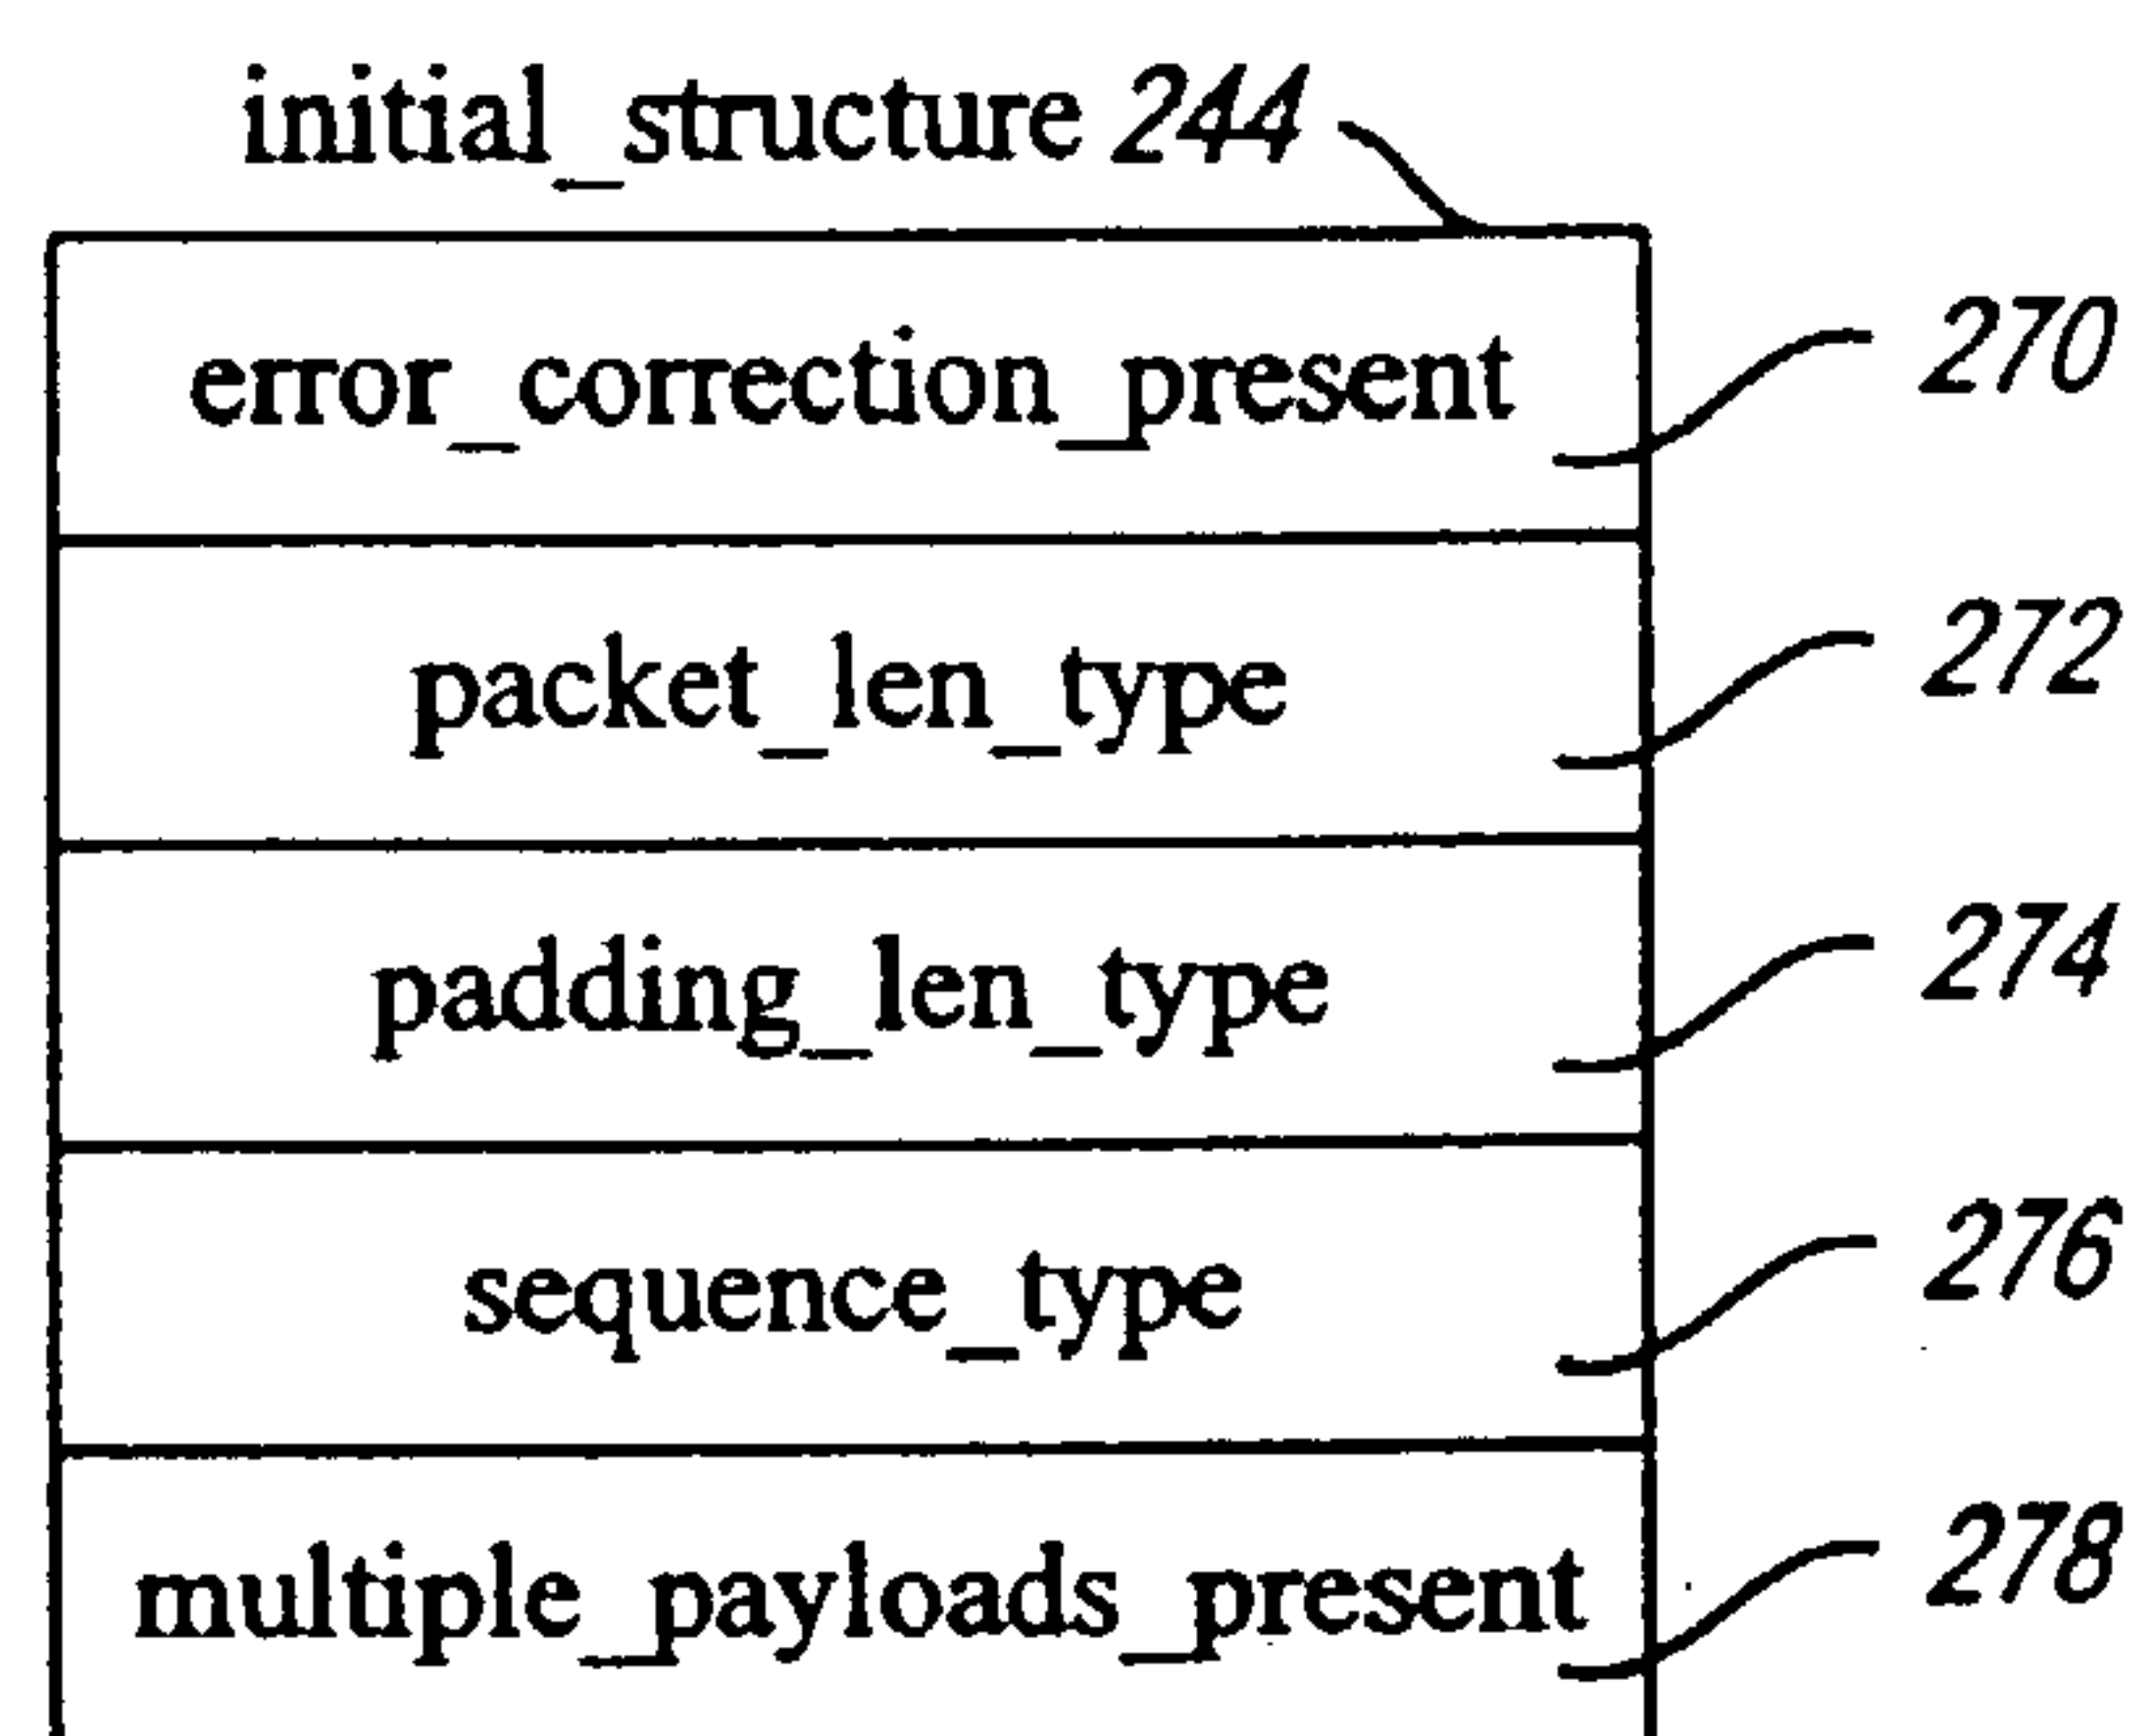 initial_structure 244
error_correction_present 270
packet_len_type 272
padding_len_type 274
sequence_type 276
multiple_payloads_present 278